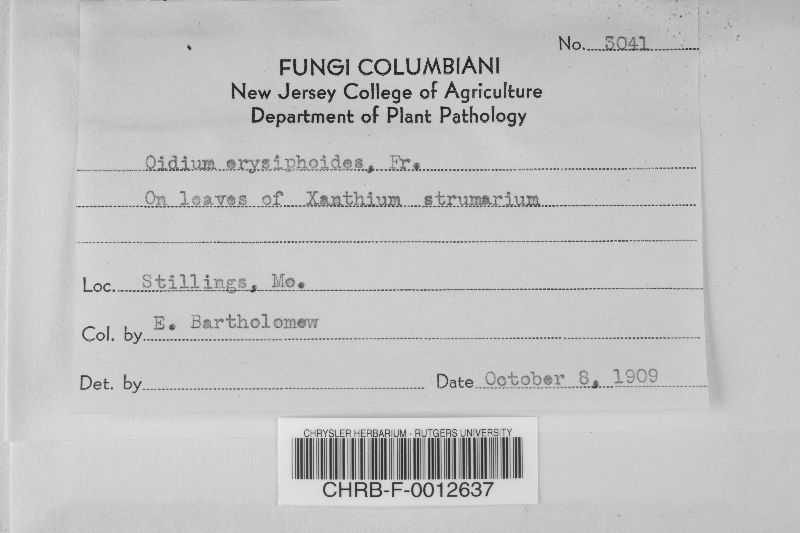 No. 3041
FUNGI COLUMBIANI
New Jersey College of Agriculture
Department of Plant Pathology
Oidium erysiphoides, Fr.
On leaves of Xanthium strumarium
Loc. Stillings, Mo.
Col. by E. Bartholomew
Det. by
Date October 8, 1909
CHRYSLER HERBARIUM - RUTGERS UNIVERSITY
CHRB-F-0012637